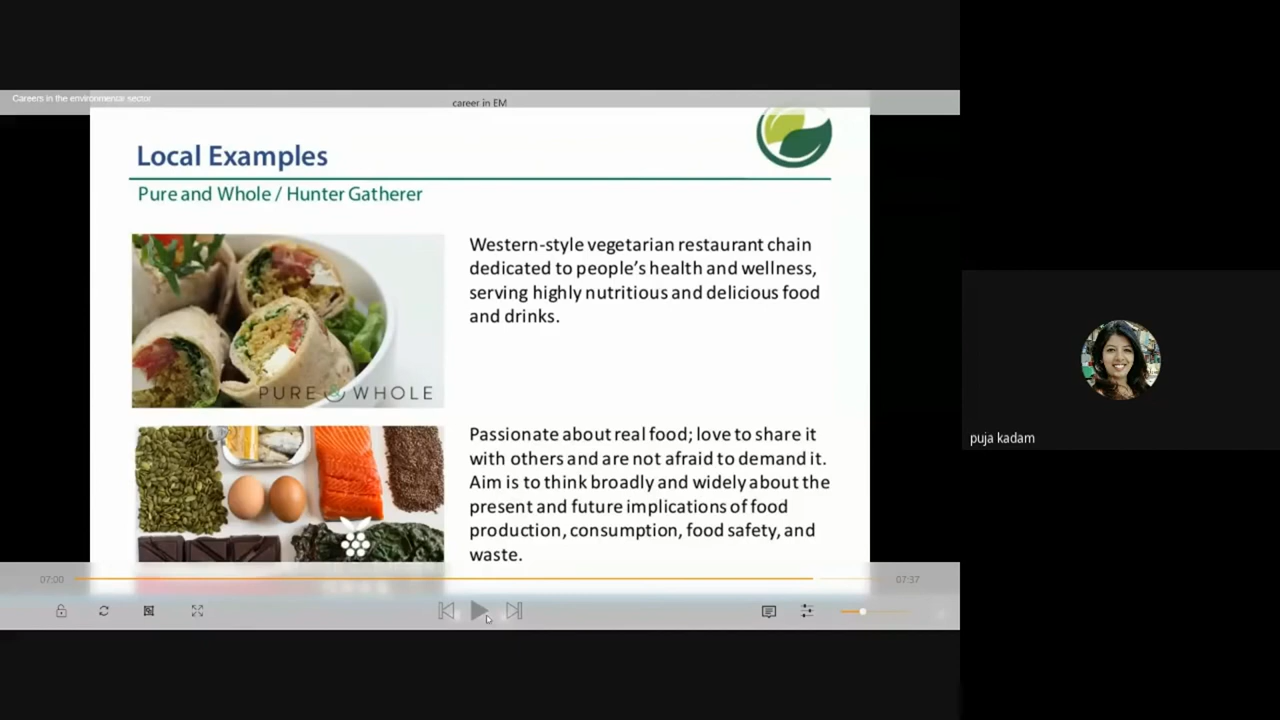 Careers in the environmental sector
career in EM
Local Examples
Pure and Whole / Hunter Gatherer
Western-style vegetarian restaurant chain
dedicated to people's health and wellness,
serving highly nutritious and delicious food
and drinks.
PURE & WHOLE
Passionate about real food; love to share it
with others and are not afraid to demand it.
Aim is to think broadly and widely about the
present and future implications of food
production, consumption, food safety, and
waste.
puja kadam
07:00
07:37